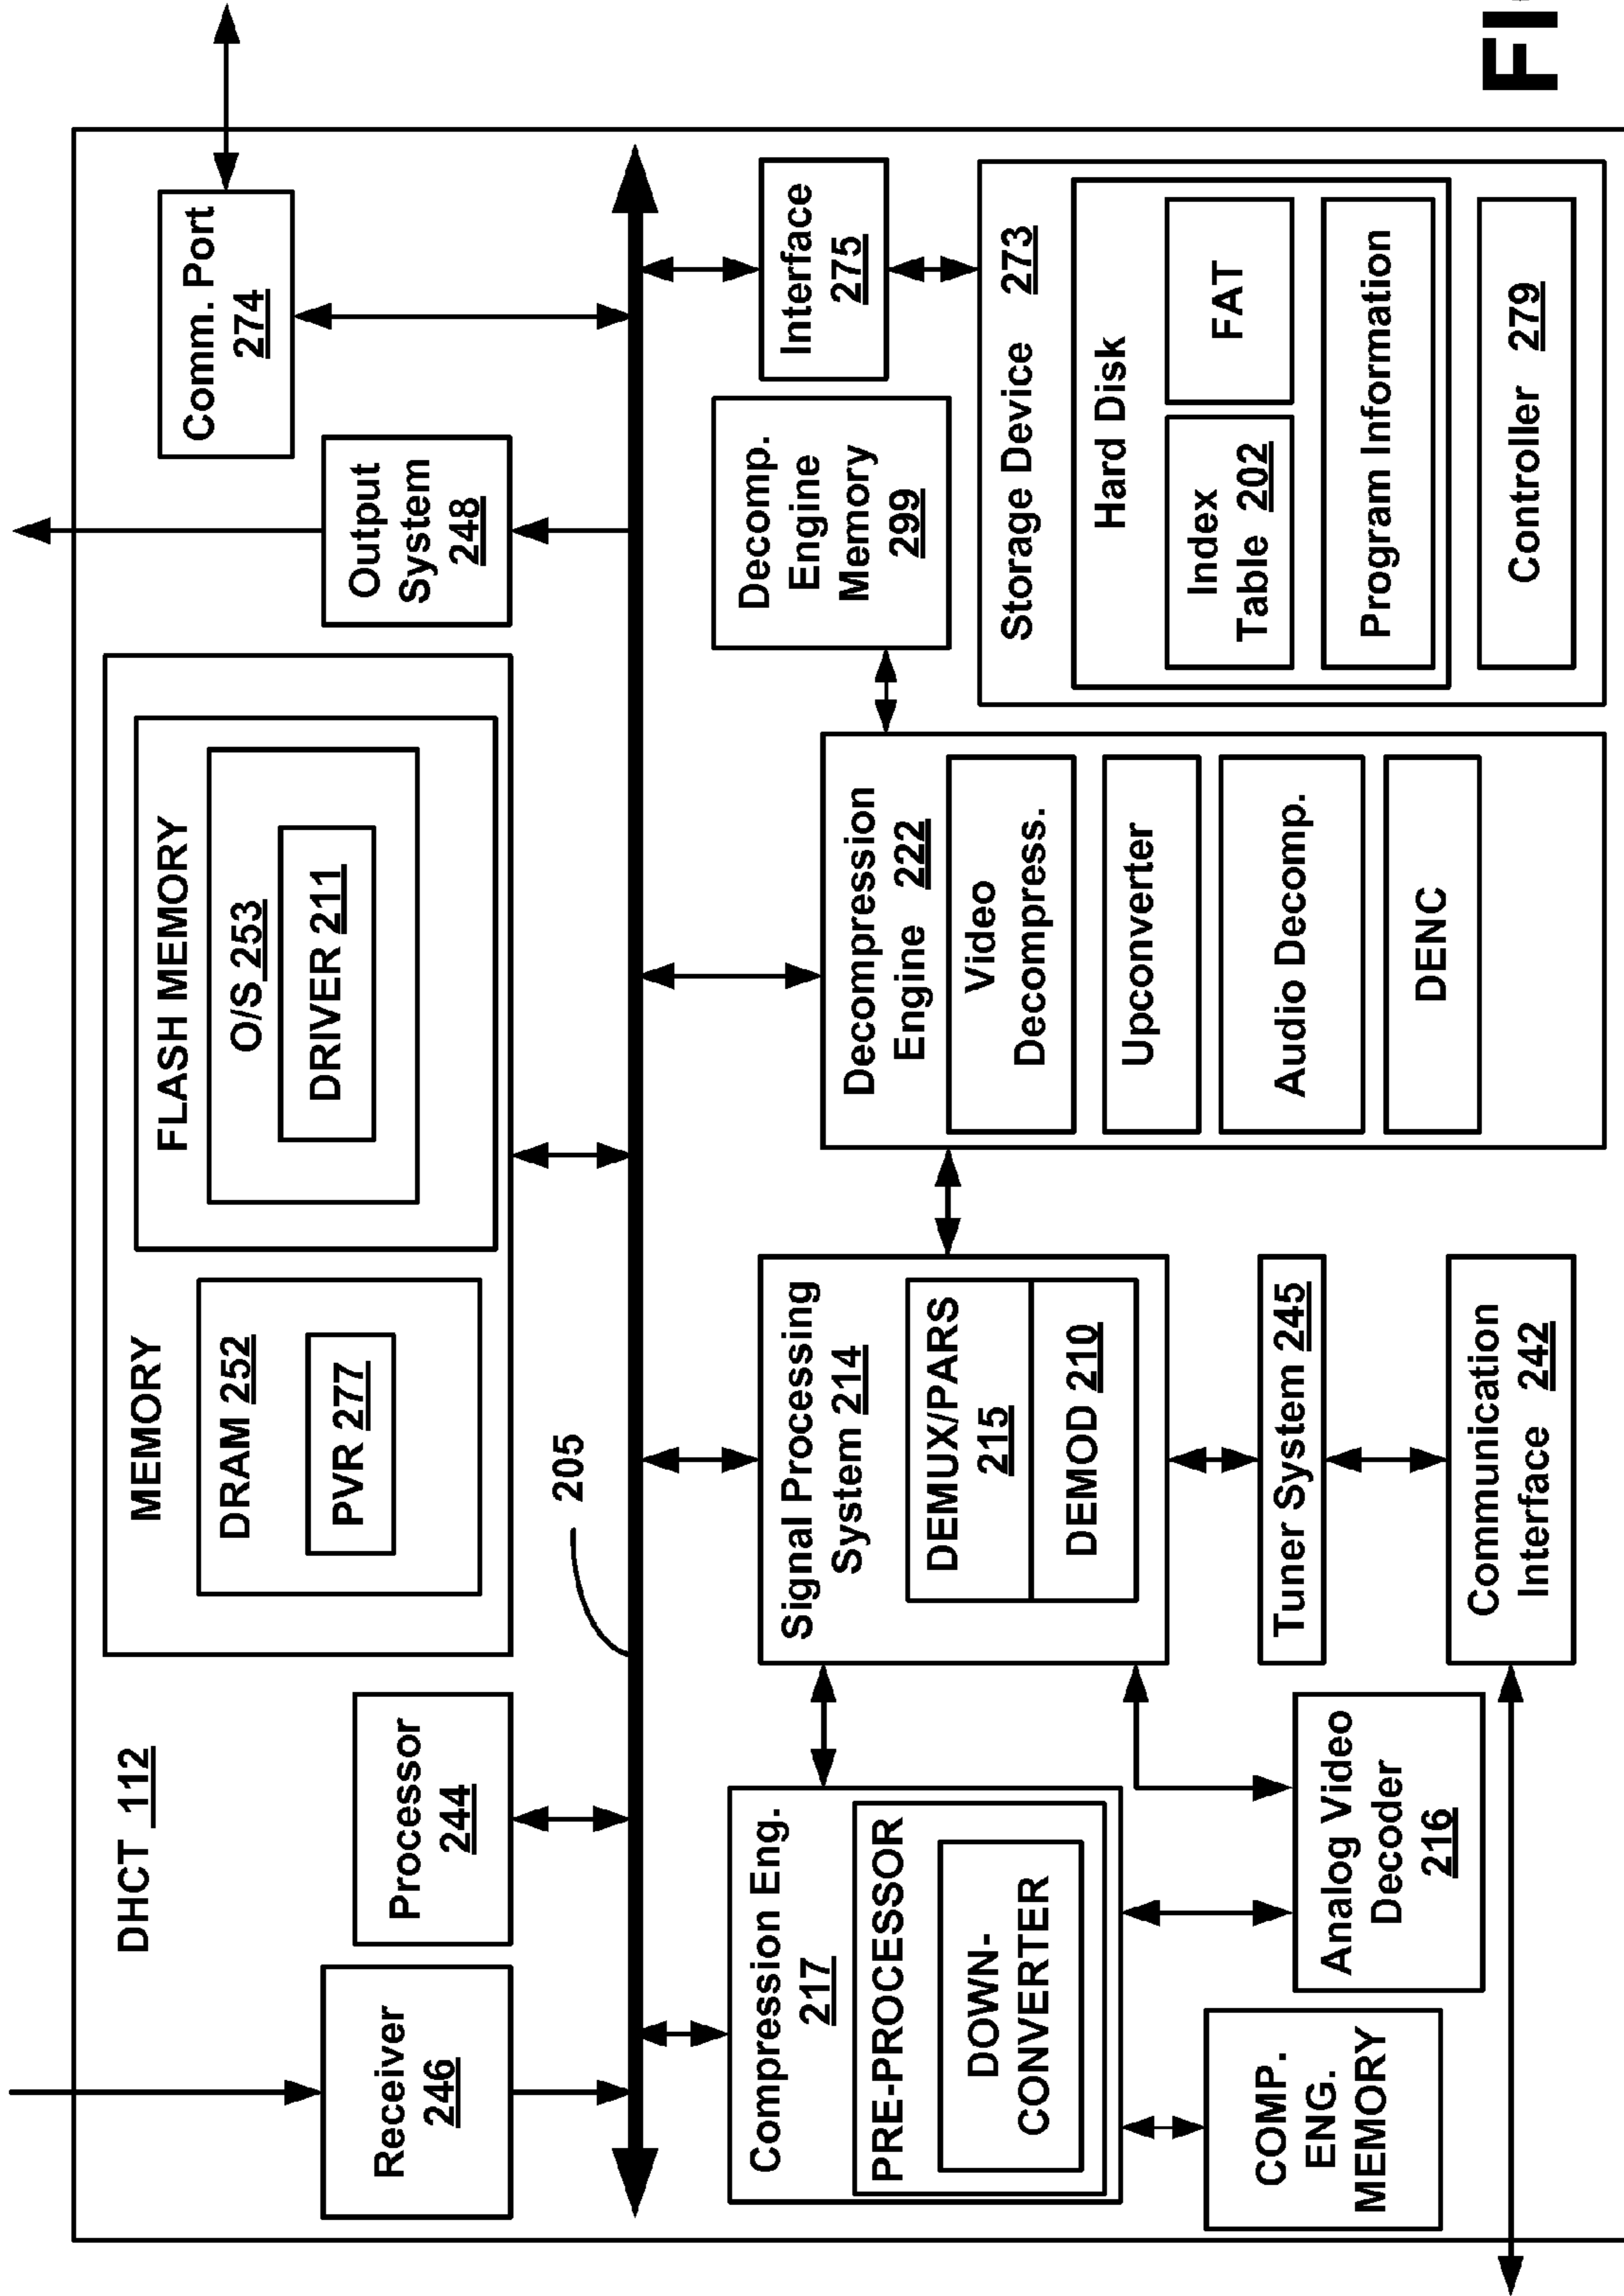 DHCT 112
Receiver
246
Processor
244
MEMORY
DRAM 252
PVR 277
FLASH MEMORY
O/S 253
DRIVER 211
Output
System
248
Comm. Port
274
205
Compression Eng.
217
PRE-PROCESSOR
DOWN-
CONVERTER
COMP.
ENG.
MEMORY
Analog Video
Decoder
216
Signal Processing
System 214
DEMUX/PARS
215
DEMOD 210
Tuner System 245
Communication
Interface 242
Decompression
Engine 222
Video
Decompress.
Upconverter
Audio Decomp.
DENC
Decomp.
Engine
Memory
299
Interface
275
Storage Device 273
Hard Disk
Index
Table 202
FAT
Program Information
Controller 279